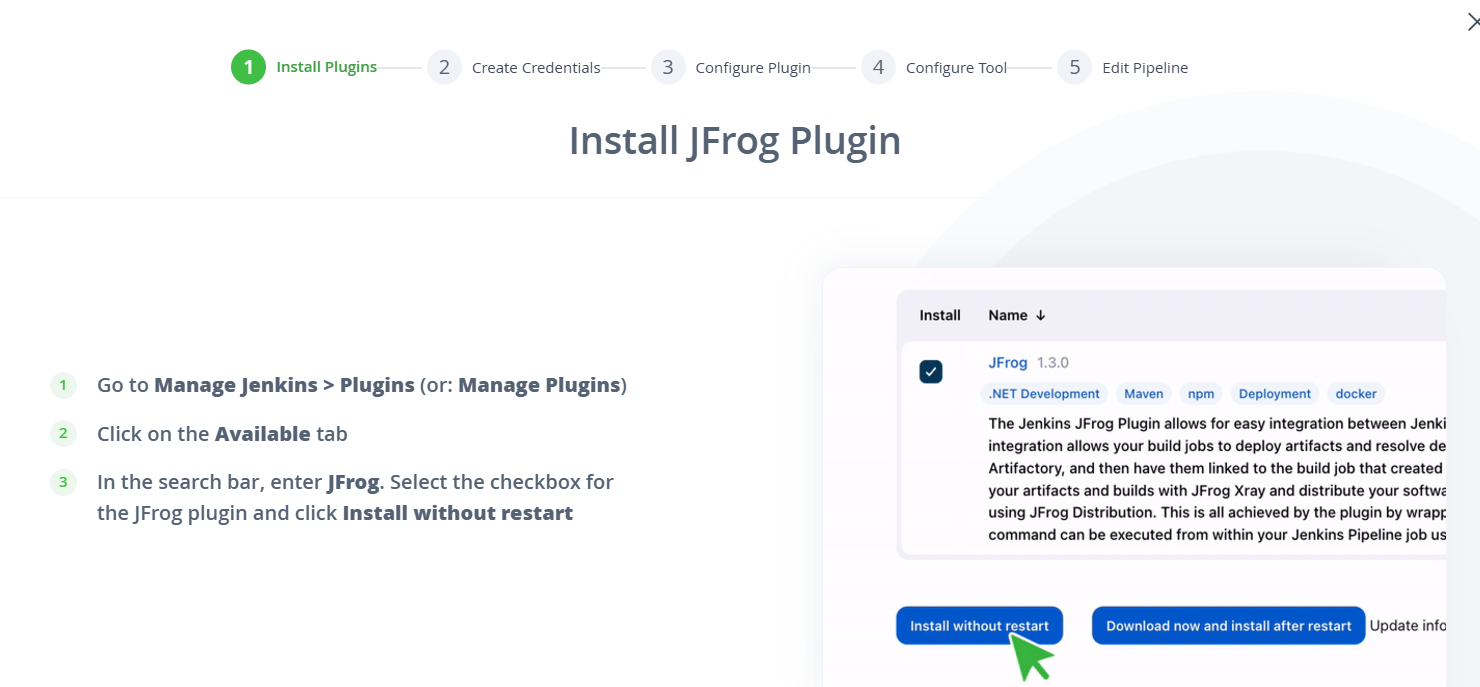 1 Install Plugins 2 Create Credentials 3 Configure Plugin 4 Configure Tool 5 Edit Pipeline
Install JFrog Plugin
1 Go to Manage Jenkins > Plugins (or: Manage Plugins)
2 Click on the Available tab
3 In the search bar, enter JFrog. Select the checkbox for
the JFrog plugin and click Install without restart
Install Name ↓
JFrog 1.3.0
.NET Development Maven npm Deployment docker
The Jenkins JFrog Plugin allows for easy integration between Jenki
integration allows your build jobs to deploy artifacts and resolve de
Artifactory, and then have them linked to the build job that created
your artifacts and builds with JFrog Xray and distribute your softwa
using JFrog Distribution. This is all achieved by the plugin by wrapp
command can be executed from within your Jenkins Pipeline job us
Install without restart Download now and install after restart Update info